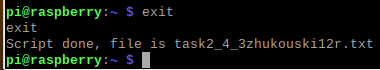 pi@raspberry:~ $ exit
exit
Script done, file is task2_4_3zhukouski12r.txt
pi@raspberry:~ $